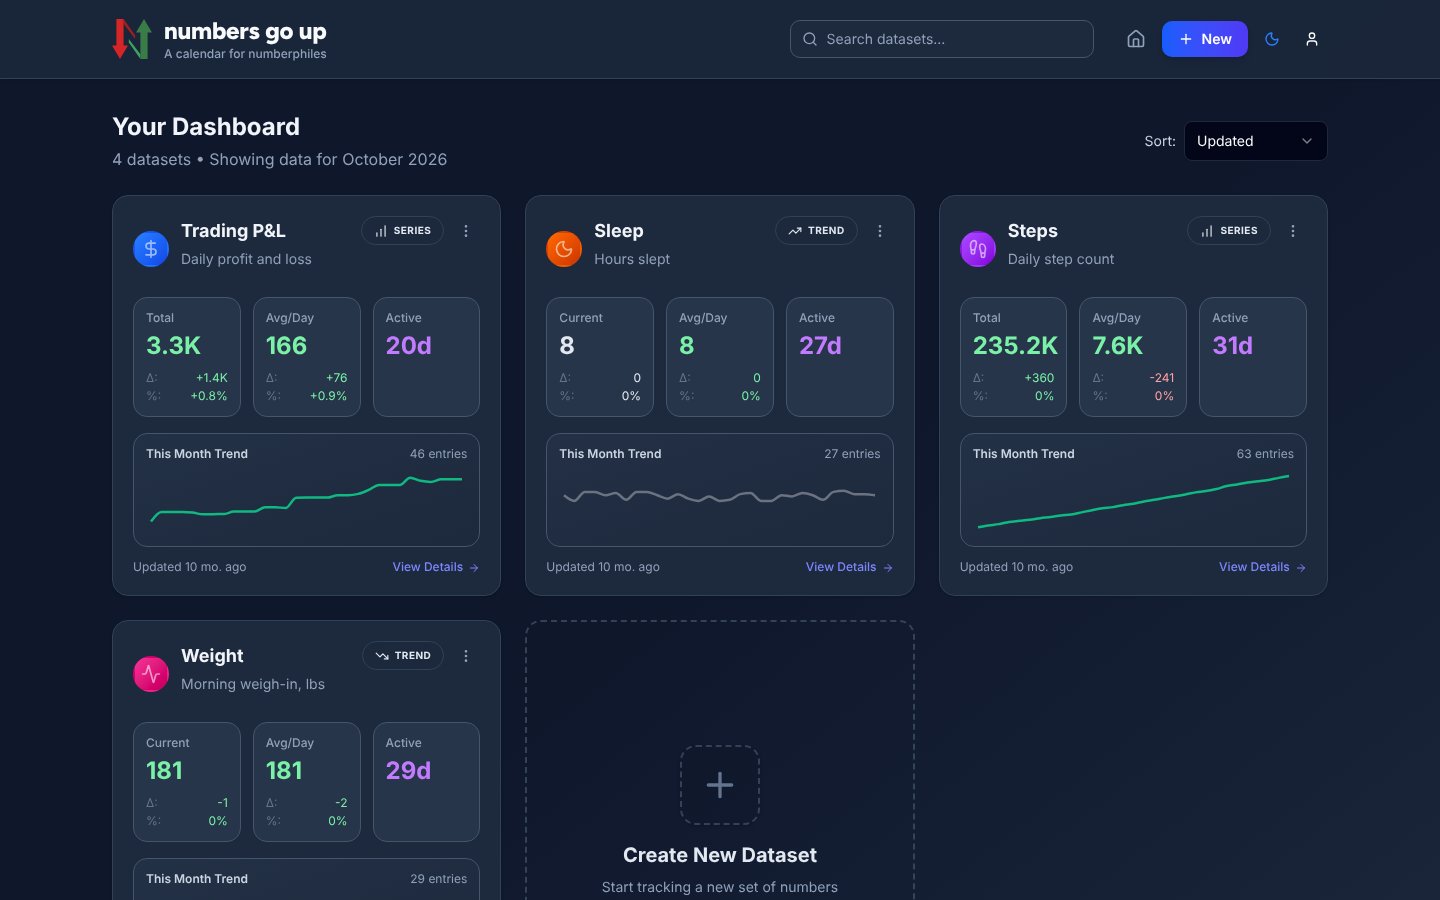 numbers go up
A calendar for numberphiles
Search datasets...
New
Your Dashboard
4 datasets • Showing data for October 2026
Sort:
Updated
Trading P&L
SERIES
Daily profit and loss
Total
3.3K
Δ: +1.4K
%: +0.8%
Avg/Day
166
Δ: +76
%: +0.9%
Active
20d
This Month Trend
46 entries
Updated 10 mo. ago
View Details →
Sleep
TREND
Hours slept
Current
8
Δ: 0
%: 0%
Avg/Day
8
Δ: 0
%: 0%
Active
27d
This Month Trend
27 entries
Updated 10 mo. ago
View Details →
Steps
SERIES
Daily step count
Total
235.2K
Δ: +360
%: 0%
Avg/Day
7.6K
Δ: -241
%: 0%
Active
31d
This Month Trend
63 entries
Updated 10 mo. ago
View Details →
Weight
TREND
Morning weigh-in, lbs
Current
181
Δ: -1
%: 0%
Avg/Day
181
Δ: -2
%: 0%
Active
29d
This Month Trend
29 entries
Create New Dataset
Start tracking a new set of numbers